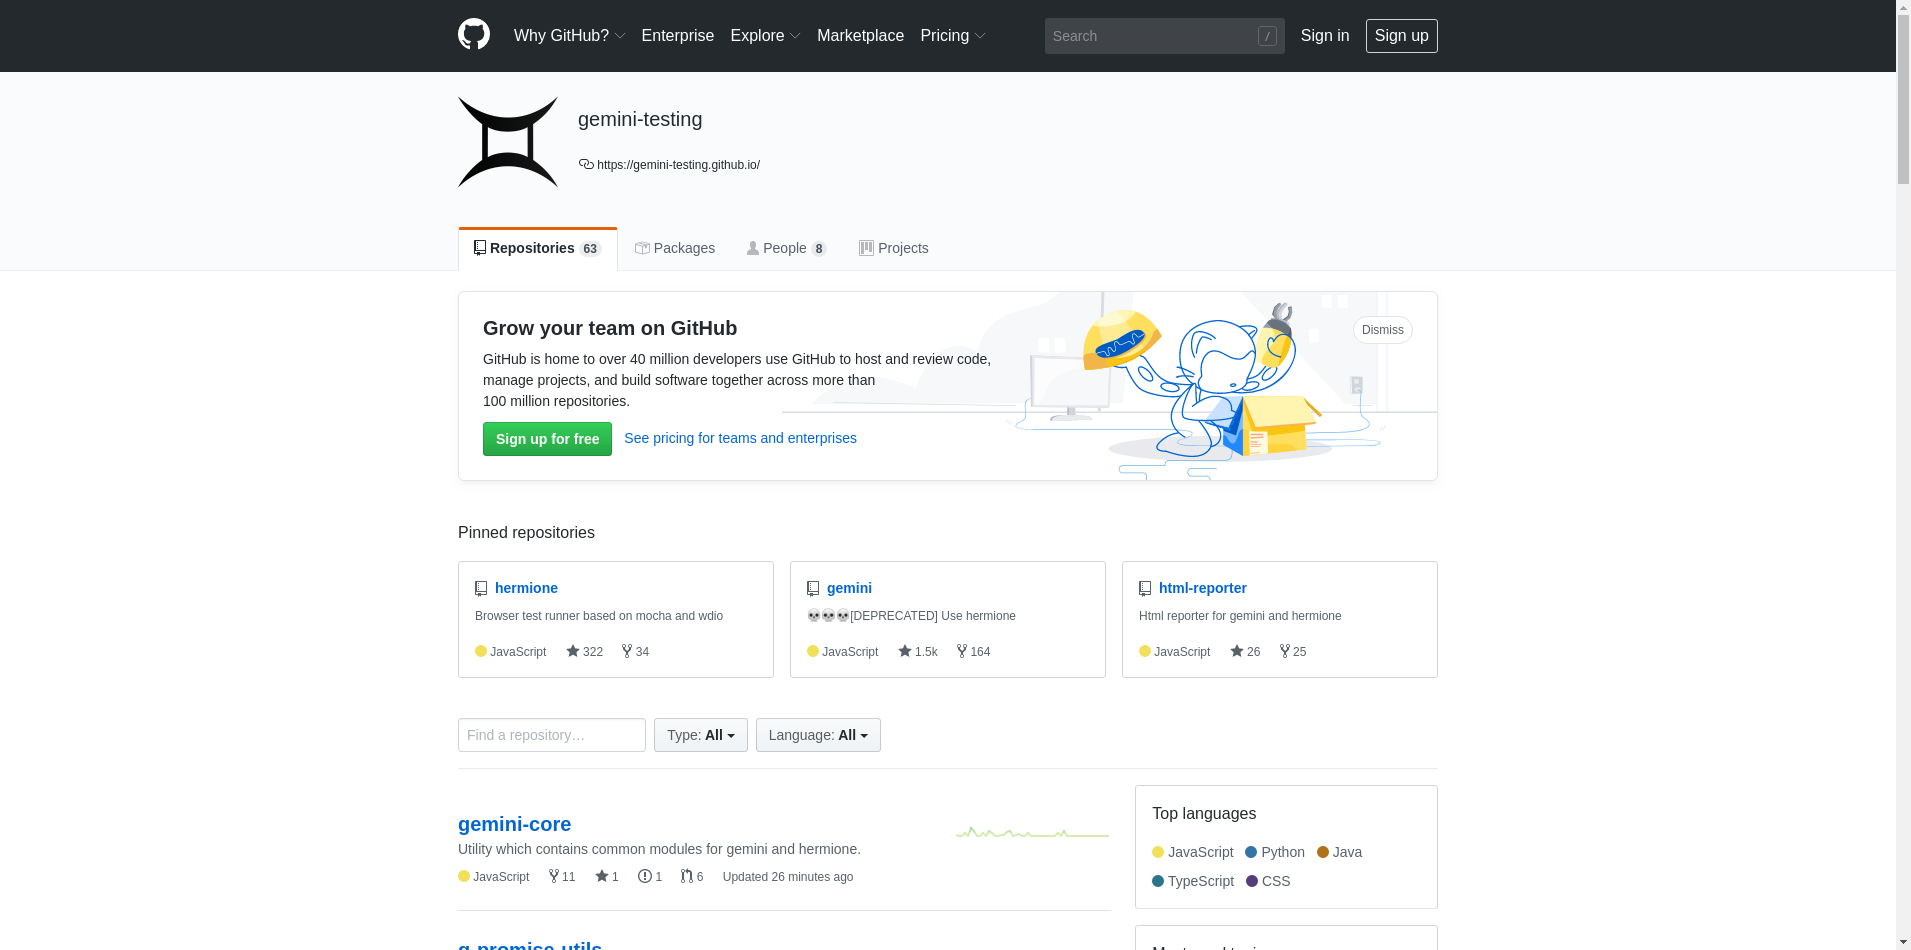 Why GitHub? Enterprise Explore Marketplace Pricing Search / Sign in Sign up
gemini-testing
https://gemini-testing.github.io/
Repositories 63 Packages People 8 Projects
Grow your team on GitHub
Dismiss
GitHub is home to over 40 million developers use GitHub to host and review code,
manage projects, and build software together across more than
100 million repositories.
Sign up for free See pricing for teams and enterprises
Pinned repositories
hermione
Browser test runner based on mocha and wdio
JavaScript 322 34
gemini
💀💀💀[DEPRECATED] Use hermione
JavaScript 1.5k 164
html-reporter
Html reporter for gemini and hermione
JavaScript 26 25
Find a repository…
Type: All
Language: All
gemini-core
Utility which contains common modules for gemini and hermione.
JavaScript 11 1 1 6 Updated 26 minutes ago
Top languages
JavaScript Python Java
TypeScript CSS